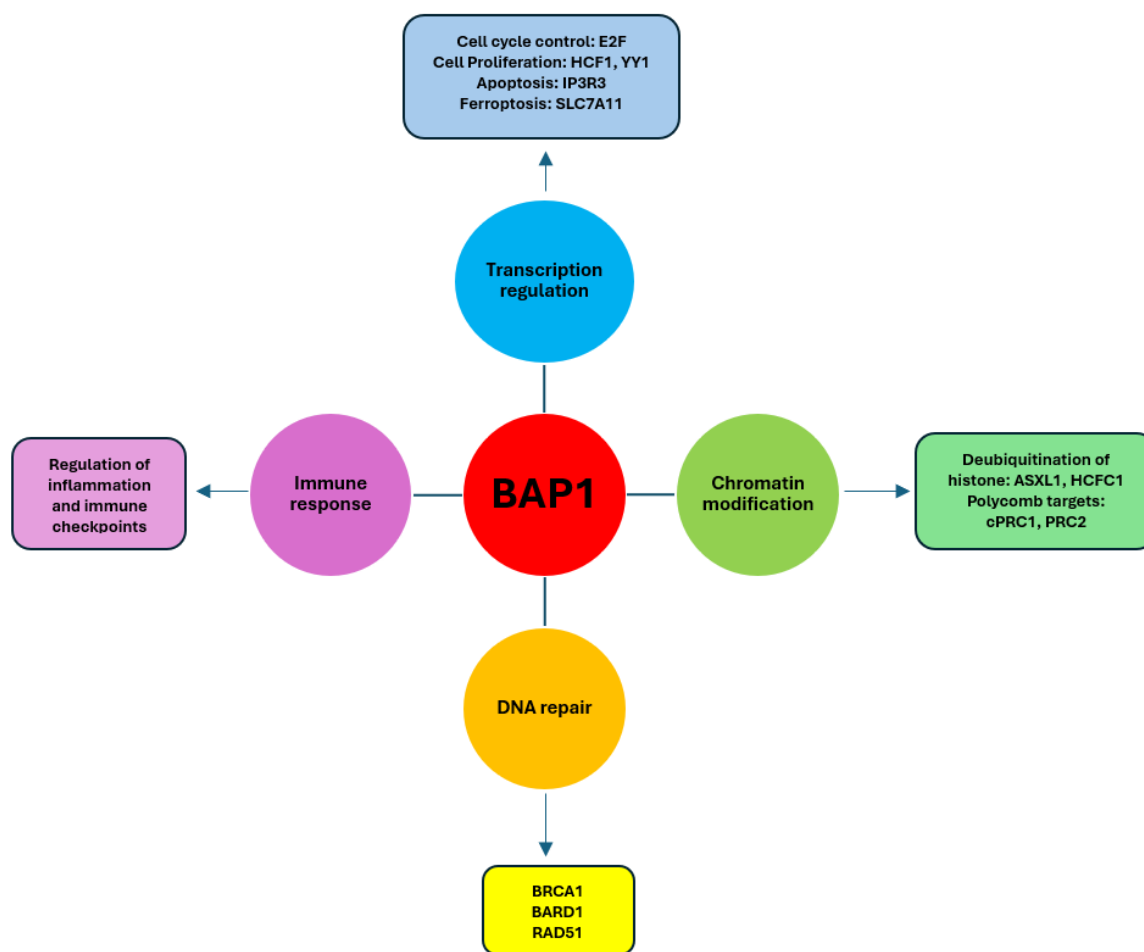 Cell cycle control: E2F
Cell Proliferation: HCF1, YY1
Apoptosis: IP3R3
Ferroptosis: SLC7A11
Transcription
regulation
Regulation of
inflammation
and immune
checkpoints
Immune
response
BAP1
Chromatin
modification
Deubiquitination of
histone: ASXL1, HCFC1
Polycomb targets:
cPRC1, PRC2
DNA repair
BRCA1
BARD1
RAD51